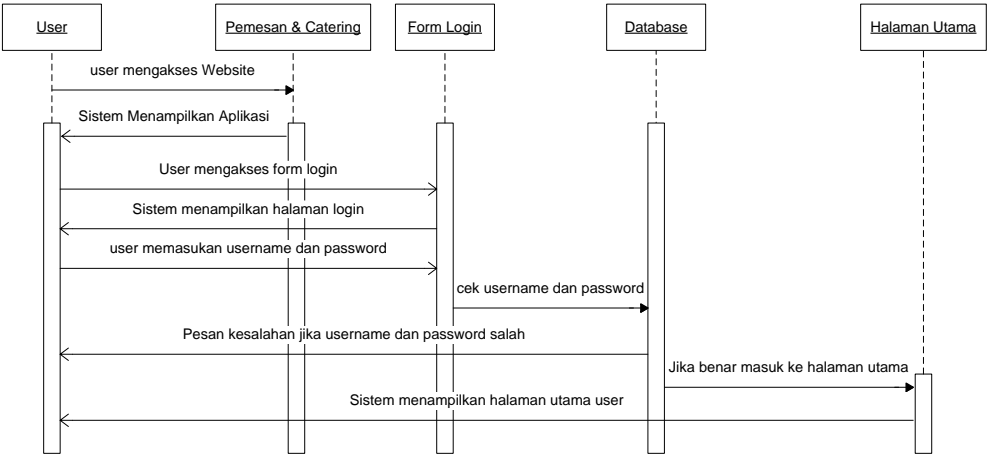 User
Pemesan & Catering
Form Login
Database
Halaman Utama
user mengakses Website
Sistem Menampilkan Aplikasi
User mengakses form login
Sistem menampilkan halaman login
user memasukan username dan password
cek username dan password
Pesan kesalahan jika username dan password salah
Jika benar masuk ke halaman utama
Sistem menampilkan halaman utama user